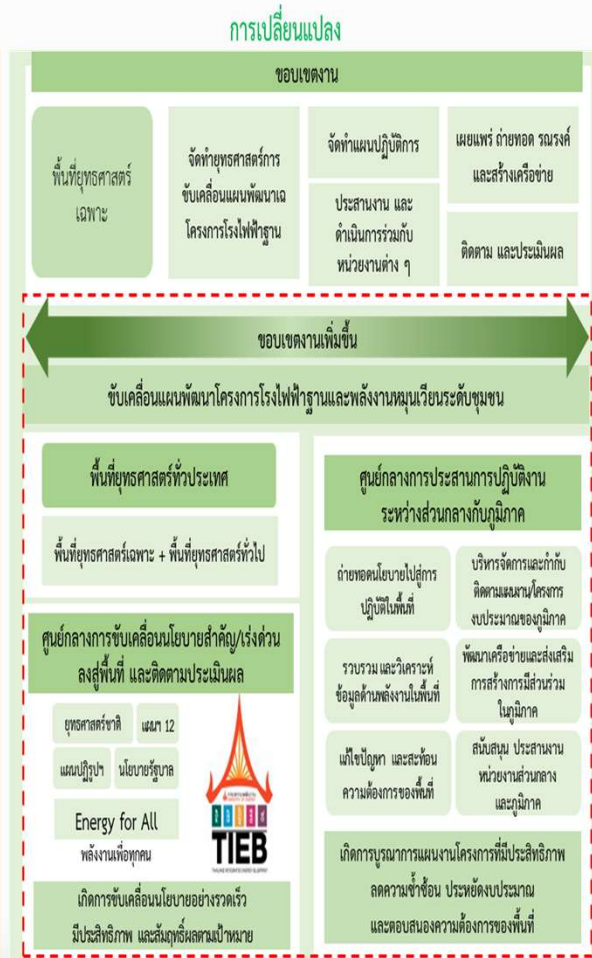 การเปลี่ยนแปลง
ขอบเขตงาน
พื้นที่ยุทธศาสตร์
เฉพาะ
จัดทำยุทธศาสตร์การ
ขับเคลื่อนแผนพัฒนาเฉ
โครงการโรงไฟฟ้าฐาน
จัดทำแผนปฏิบัติการ
ประสานงาน และ
ดำเนินการร่วมกับ
หน่วยงานต่าง ๆ
เผยแพร่ ถ่ายทอด รณรงค์
และสร้างเครือข่าย
ติดตาม และประเมินผล
ขอบเขตงานเพิ่มขึ้น
ขับเคลื่อนแผนพัฒนาโครงการโรงไฟฟ้าฐานและพลังงานหมุนเวียนระดับชุมชน
พื้นที่ยุทธศาสตร์ทั่วประเทศ
พื้นที่ยุทธศาสตร์เฉพาะ + พื้นที่ยุทธศาสตร์ทั่วไป
ศูนย์กลางการขับเคลื่อนนโยบายสำคัญ/เร่งด่วน
ลงสู่พื้นที่ และติดตามประเมินผล
ยุทธศาสตร์ชาติ
แผนฯ 12
แผนปฏิรูปฯ
นโยบายรัฐบาล
Energy for All
พลังงานเพื่อทุกคน
TIEB
THAILAND INTEGRATED ENERGY BLUEPRINT
เกิดการขับเคลื่อนนโยบายอย่างรวดเร็ว
มีประสิทธิภาพ และสัมฤทธิ์ผลตามเป้าหมาย
ศูนย์กลางการประสานการปฏิบัติงาน
ระหว่างส่วนกลางกับภูมิภาค
ถ่ายทอดนโยบายไปสู่การ
ปฏิบัติในพื้นที่
บริหารจัดการและกำกับ
ติดตามแผนงาน/โครงการ
งบประมาณของภูมิภาค
รวบรวม และวิเคราะห์
ข้อมูลด้านพลังงานในพื้นที่
พัฒนาเครือข่ายและส่งเสริม
การสร้างการมีส่วนร่วม
ในภูมิภาค
แก้ไขปัญหา และสะท้อน
ความต้องการของพื้นที่
สนับสนุน ประสานงาน
หน่วยงานส่วนกลาง
และภูมิภาค
เกิดการบูรณาการแผนงานโครงการที่มีประสิทธิภาพ
ลดความซ้ำซ้อน ประหยัดงบประมาณ
และตอบสนองความต้องการของพื้นที่